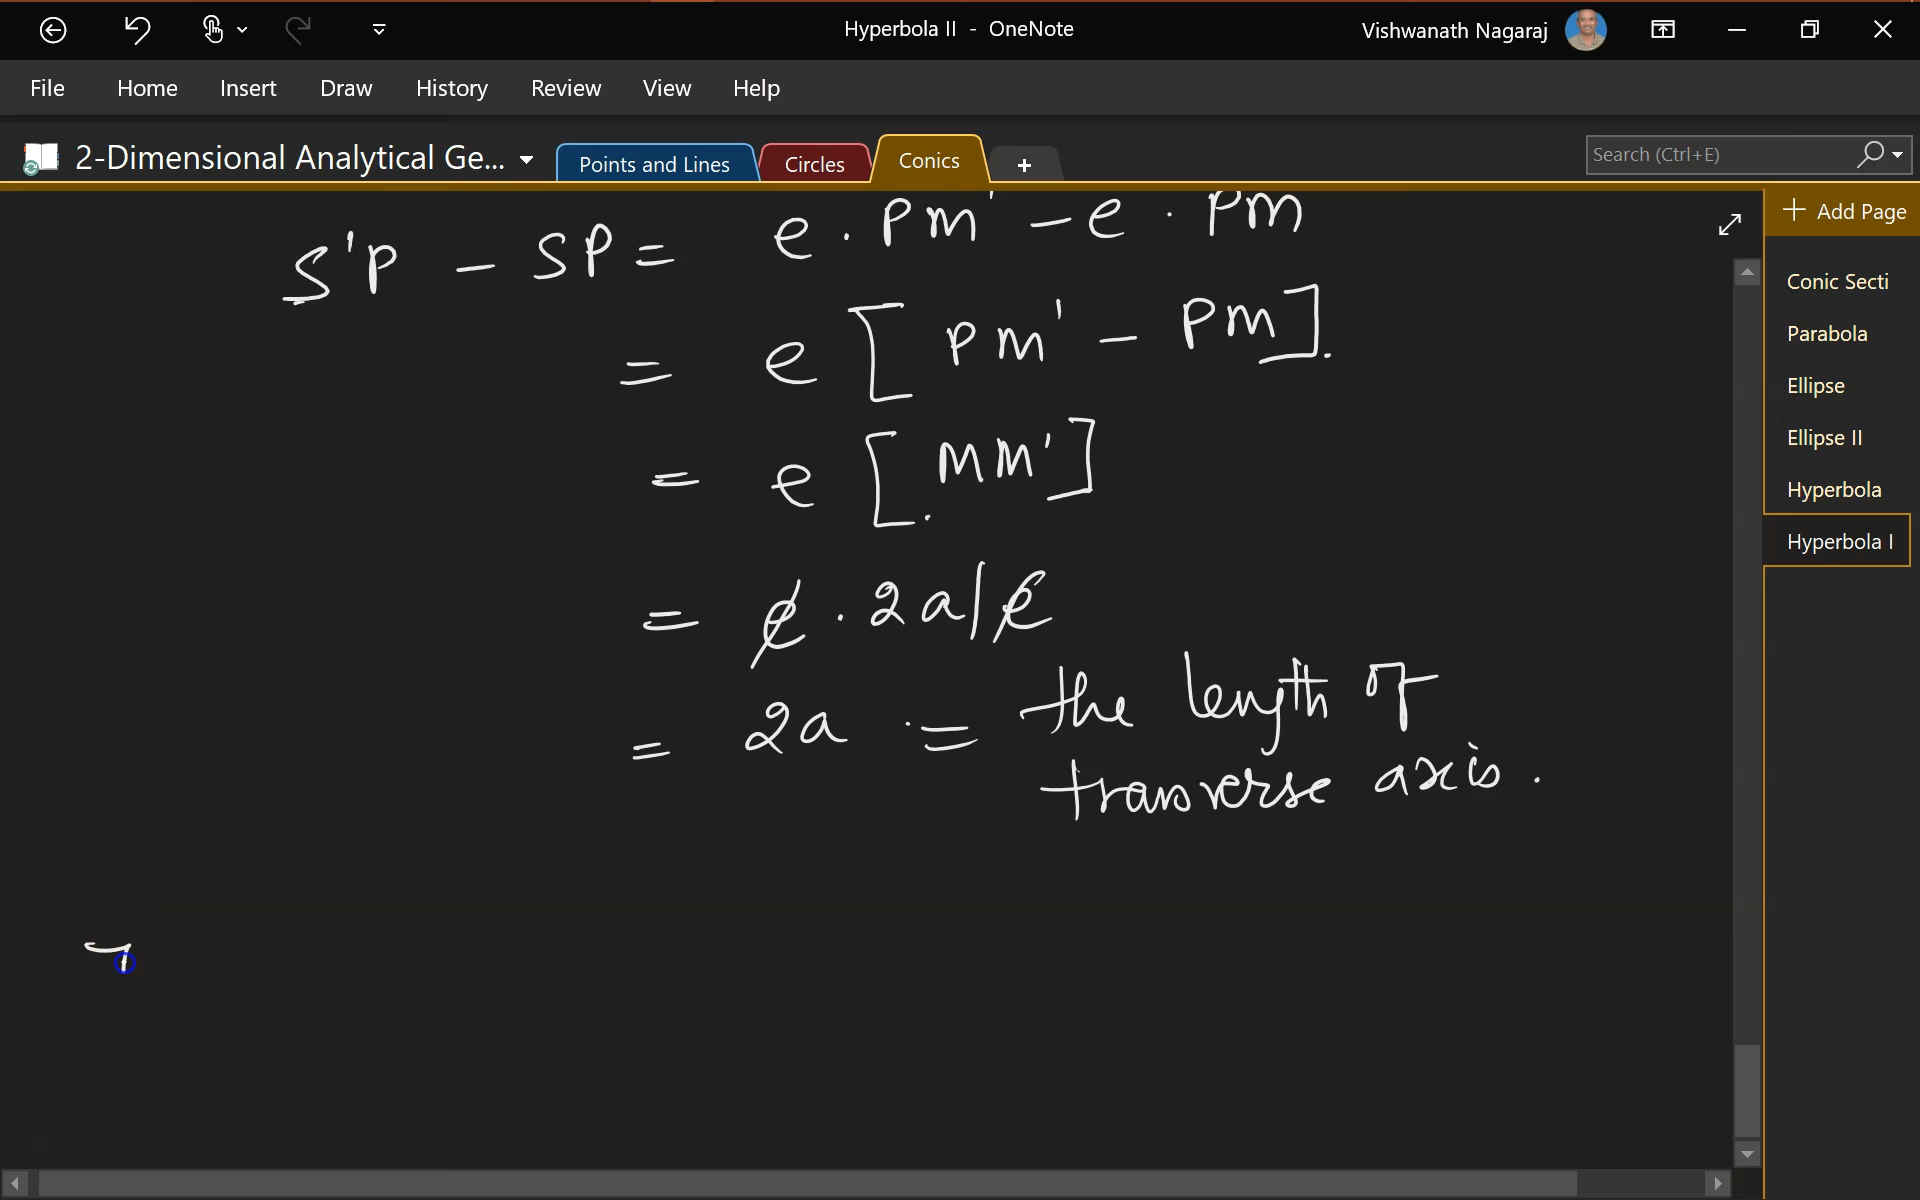 Hyperbola II - OneNote
Vishwanath Nagaraj
File Home Insert Draw History Review View Help
2-Dimensional Analytical Ge...
Points and Lines
Circles
Conics
+
Search (Ctrl+E)
+ Add Page
Conic Secti
Parabola
Ellipse
Ellipse II
Hyperbola
Hyperbola I
S'P - SP = e . PM' - e . PM
= e [PM' - PM].
= e [MM']
= e . 2a/e
= 2a = the length of
transverse axis.